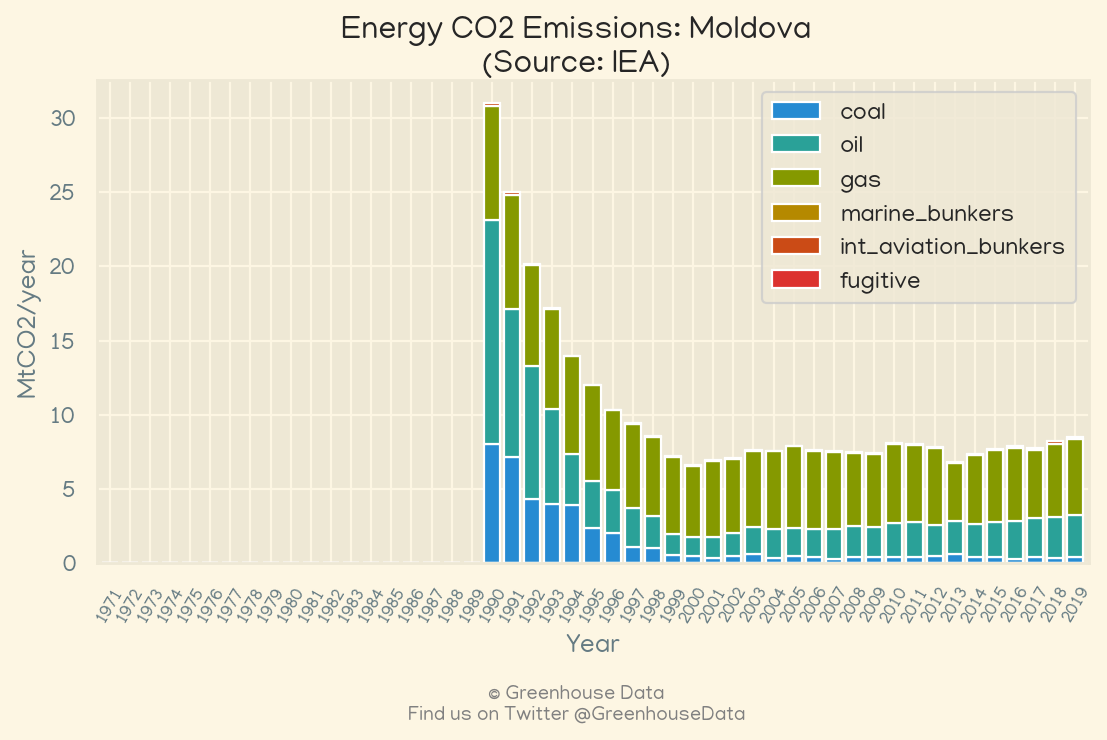 Energy CO2 Emissions: Moldova
(Source: IEA)
MtCO2/year
30
25
20
15
10
5
0
coal
oil
gas
marine_bunkers
int_aviation_bunkers
fugitive
1971 1972 1973 1974 1975 1976 1977 1978 1979 1980 1981 1982 1983 1984 1985 1986 1987 1988 1989 1990 1991 1992 1993 1994 1995 1996 1997 1998 1999 2000 2001 2002 2003 2004 2005 2006 2007 2008 2009 2010 2011 2012 2013 2014 2015 2016 2017 2018 2019
Year
© Greenhouse Data
Find us on Twitter @GreenhouseData